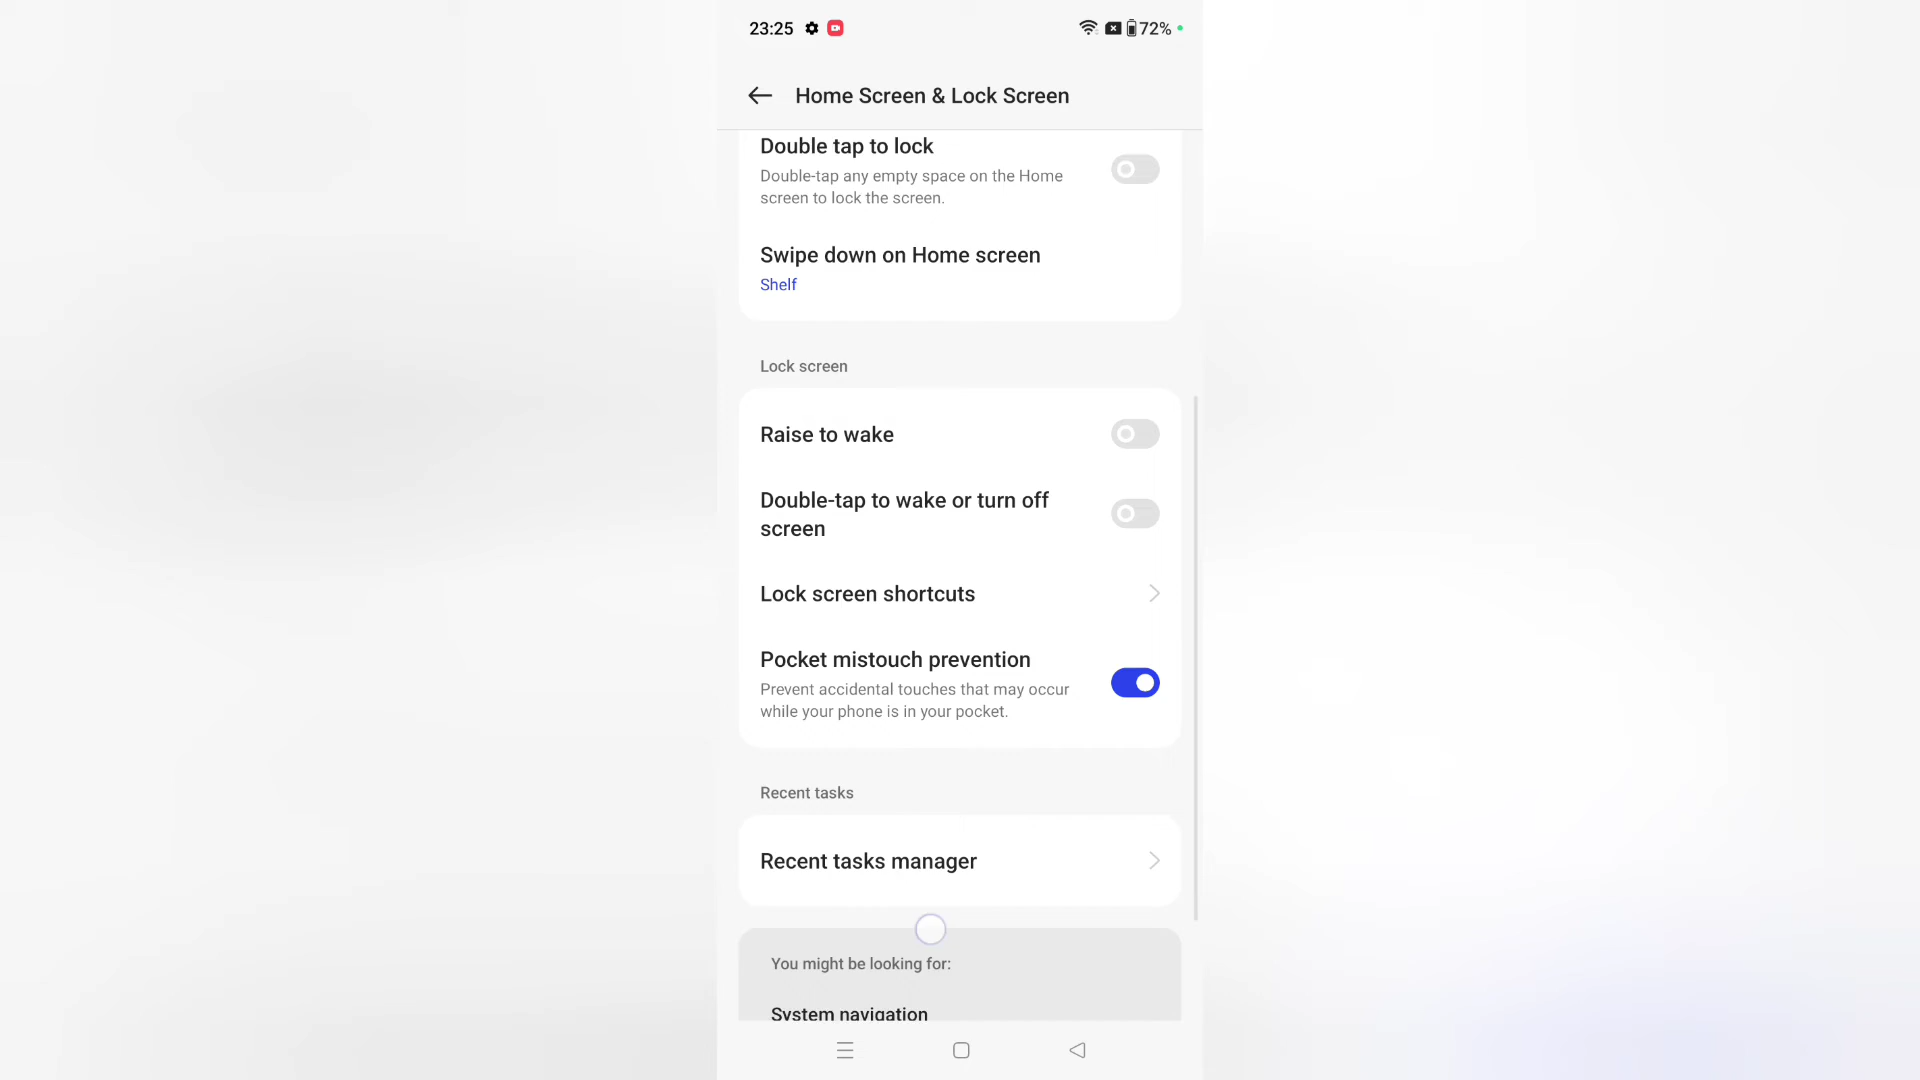 23:25
72%
Home Screen & Lock Screen
Double tap to lock
Double-tap any empty space on the Home
screen to lock the screen.
Swipe down on Home screen
Shelf
Lock screen
Raise to wake
Double-tap to wake or turn off
screen
Lock screen shortcuts
Pocket mistouch prevention
Prevent accidental touches that may occur
while your phone is in your pocket.
Recent tasks
Recent tasks manager
You might be looking for:
System navigation